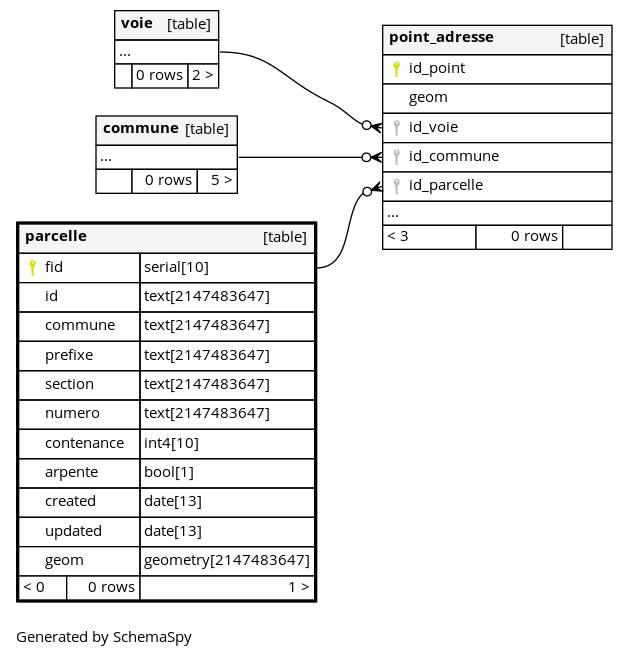 voie [table]
...
0 rows 2 >
commune [table]
...
0 rows 5 >
point_adresse [table]
id_point
geom
id_voie
id_commune
id_parcelle
...
< 3 0 rows
parcelle [table]
fid serial[10]
id text[2147483647]
commune text[2147483647]
prefixe text[2147483647]
section text[2147483647]
numero text[2147483647]
contenance int4[10]
arpente bool[1]
created date[13]
updated date[13]
geom geometry[2147483647]
< 0 0 rows 1 >
Generated by SchemaSpy